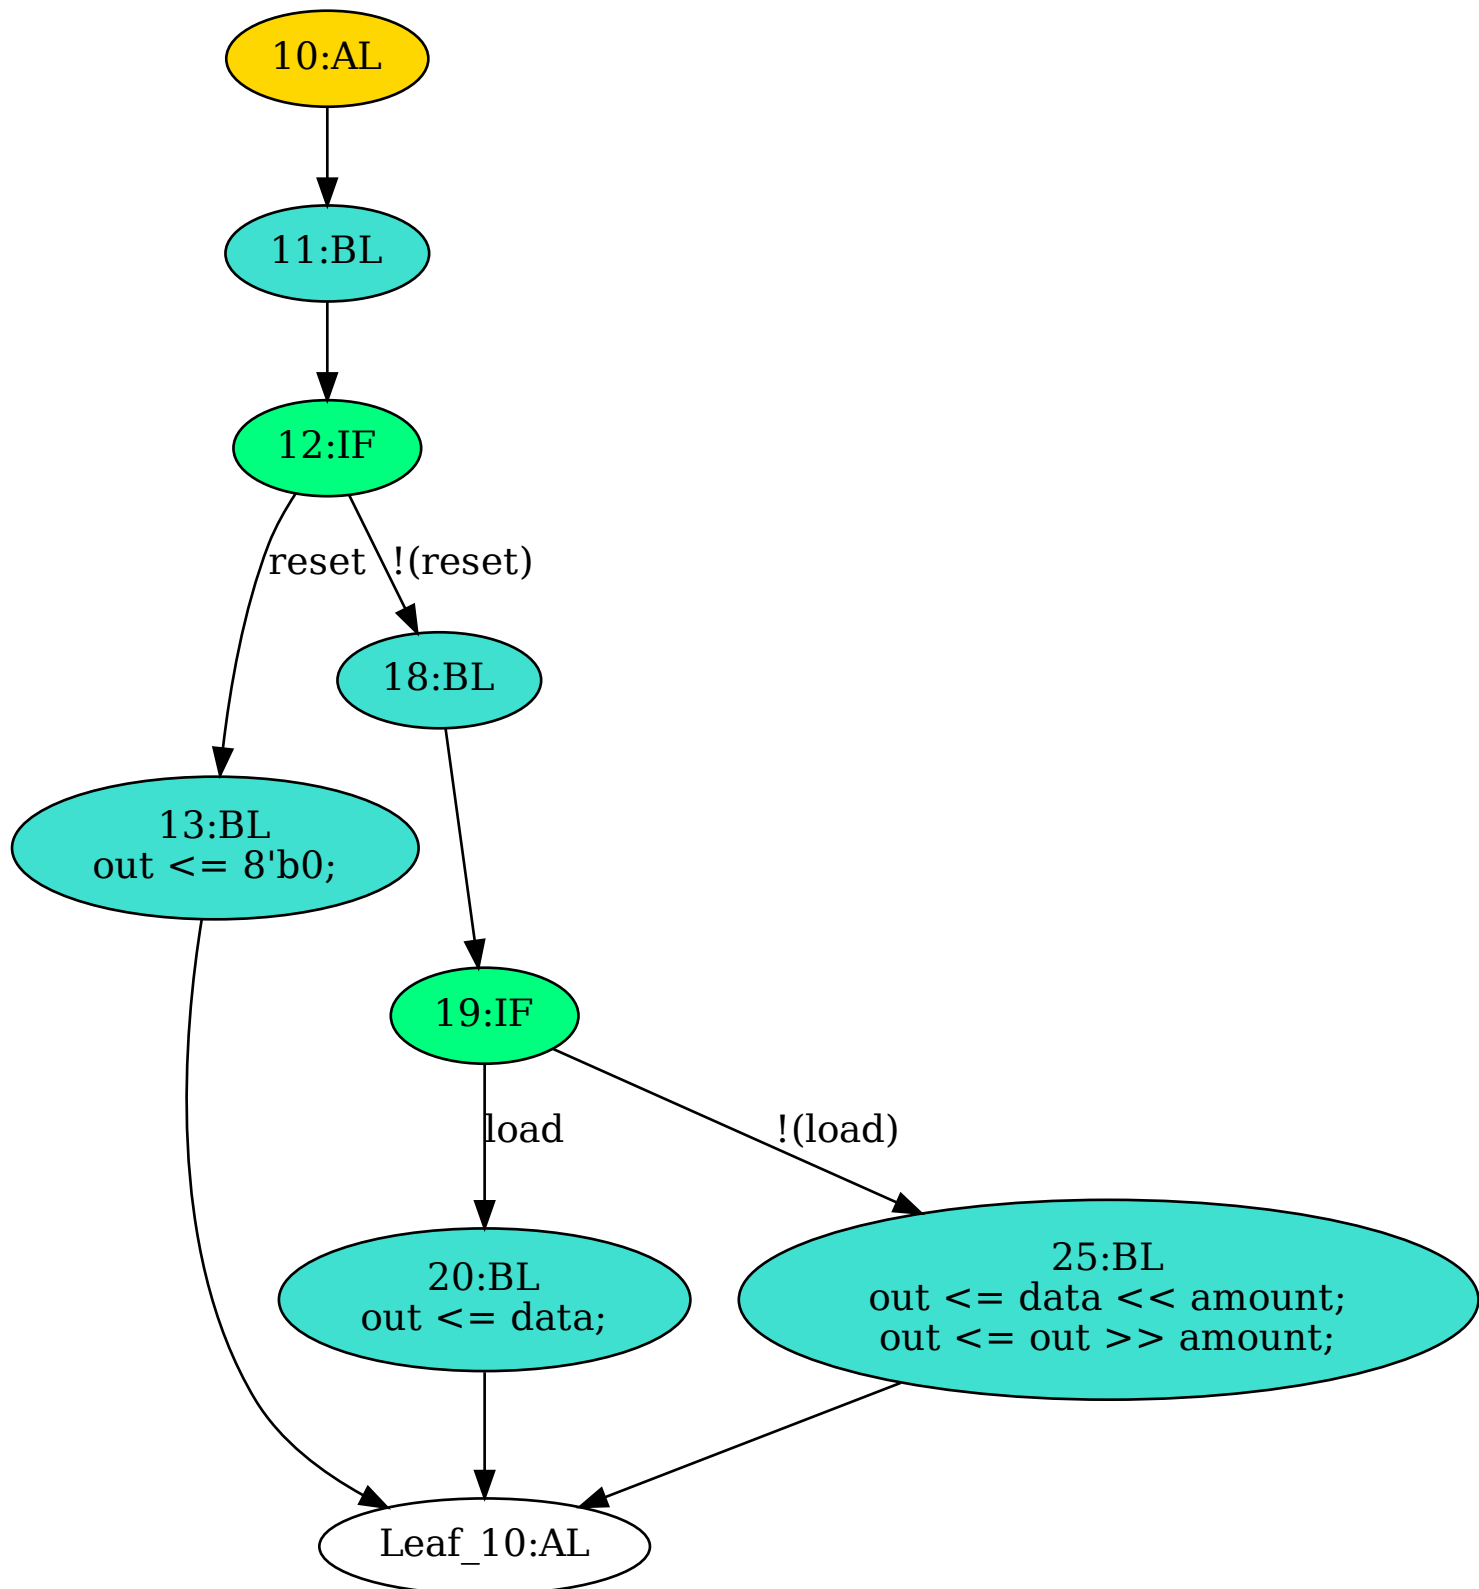 10:AL
11:BL
12:IF
reset
!(reset)
18:BL
13:BL
out <= 8'b0;
19:IF
load
!(load)
20:BL
out <= data;
25:BL
out <= data << amount;
out <= out >> amount;
Leaf_10:AL